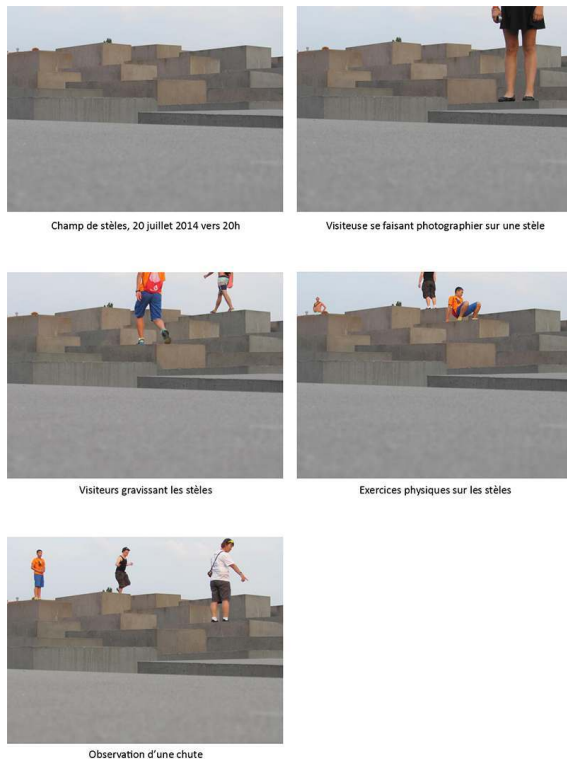 Champ de stèles, 20 juillet 2014 vers 20h
Visiteuse se faisant photographier sur une stèle
Visiteurs gravissant les stèles
Exercices physiques sur les stèles
Observation d'une chute